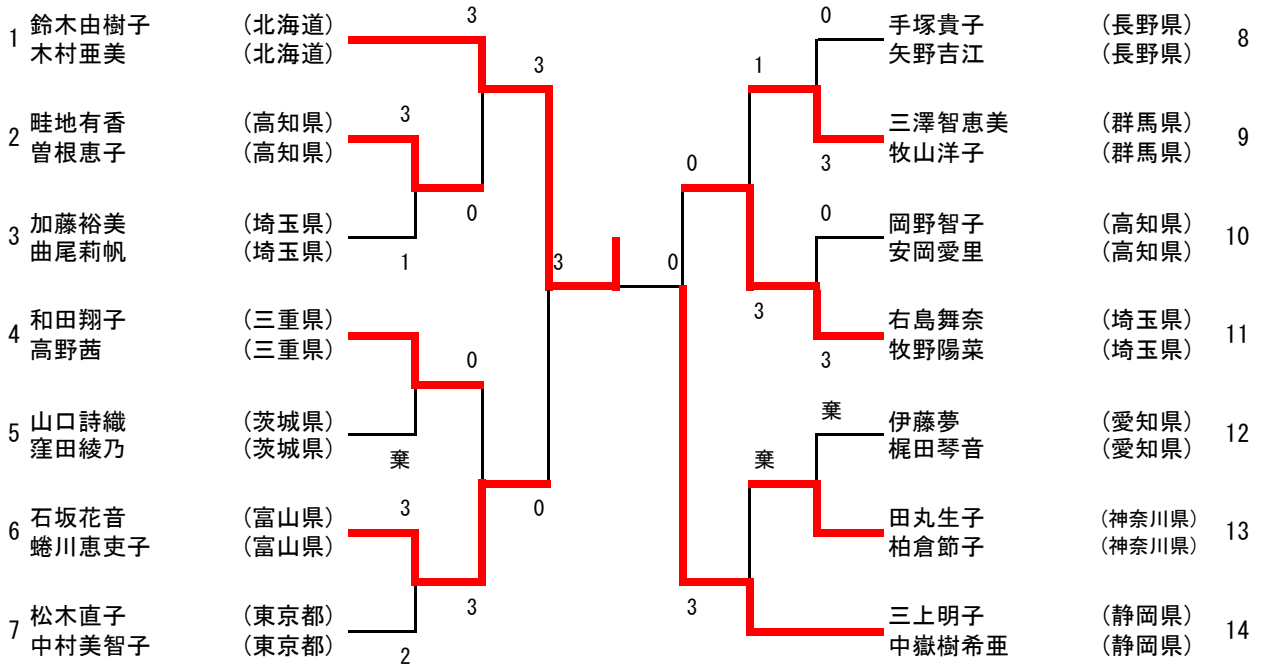 3
0
1 鈴木由樹子 (北海道)
木村亜美 (北海道)
手塚貴子 (長野県) 8
矢野吉江 (長野県)
3
1
3
2 畦地有香 (高知県)
曽根恵子 (高知県)
三澤智恵美 (群馬県) 9
牧山洋子 (群馬県)
0
3
0
0
3 加藤裕美 (埼玉県)
曲尾莉帆 (埼玉県)
岡野智子 (高知県) 10
安岡愛里 (高知県)
1
3
0
4 和田翔子 (三重県)
高野茜 (三重県)
3
右島舞奈 (埼玉県) 11
牧野陽菜 (埼玉県)
0
3
5 山口詩織 (茨城県)
窪田綾乃 (茨城県)
棄
伊藤夢 (愛知県) 12
梶田琴音 (愛知県)
棄
棄
3
0
6 石坂花音 (富山県)
蜷川恵吏子 (富山県)
田丸生子 (神奈川県) 13
柏倉節子 (神奈川県)
3
3
7 松木直子 (東京都)
中村美智子 (東京都)
三上明子 (静岡県) 14
中嶽樹希亜 (静岡県)
2